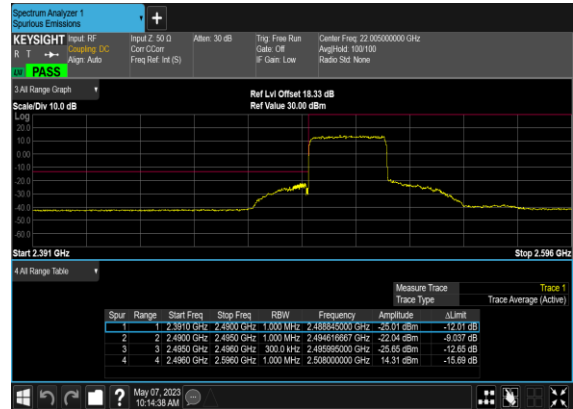 Spectrum Analyzer 1
Spurious Emissions
KEYSIGHT Input: RF Input Z: 50 Ω Atten: 30 dB Trig: Free Run Center Freq: 22.005000000 GHz
R T Coupling: DC Corr CCorr Gate: Off Avg|Hold: 100/100
Align: Auto Freq Ref: Int (S) IF Gain: Low Radio Std: None
LW PASS
3 All Range Graph
Ref Lvl Offset 18.33 dB
Scale/Div 10.0 dB Ref Value 30.00 dBm
Log
20.0
10.0
0.00
-10.0
-20.0
-30.0
-40.0
-50.0
-60.0
Start 2.391 GHz Stop 2.596 GHz
4 All Range Table
Measure Trace Trace 1
Trace Type Trace Average (Active)
Spur Range Start Freq Stop Freq RBW Frequency Amplitude ΔLimit
1 1 2.3910 GHz 2.4900 GHz 1.000 MHz 2.488845000 GHz -25.01 dBm -12.01 dB
2 2 2.4900 GHz 2.4950 GHz 1.000 MHz 2.494616667 GHz -22.04 dBm -9.037 dB
3 3 2.4950 GHz 2.4960 GHz 300.0 kHz 2.495995000 GHz -25.65 dBm -12.65 dB
4 4 2.4960 GHz 2.5960 GHz 1.000 MHz 2.508000000 GHz 14.31 dBm -15.69 dB
May 07, 2023
10:14:38 AM